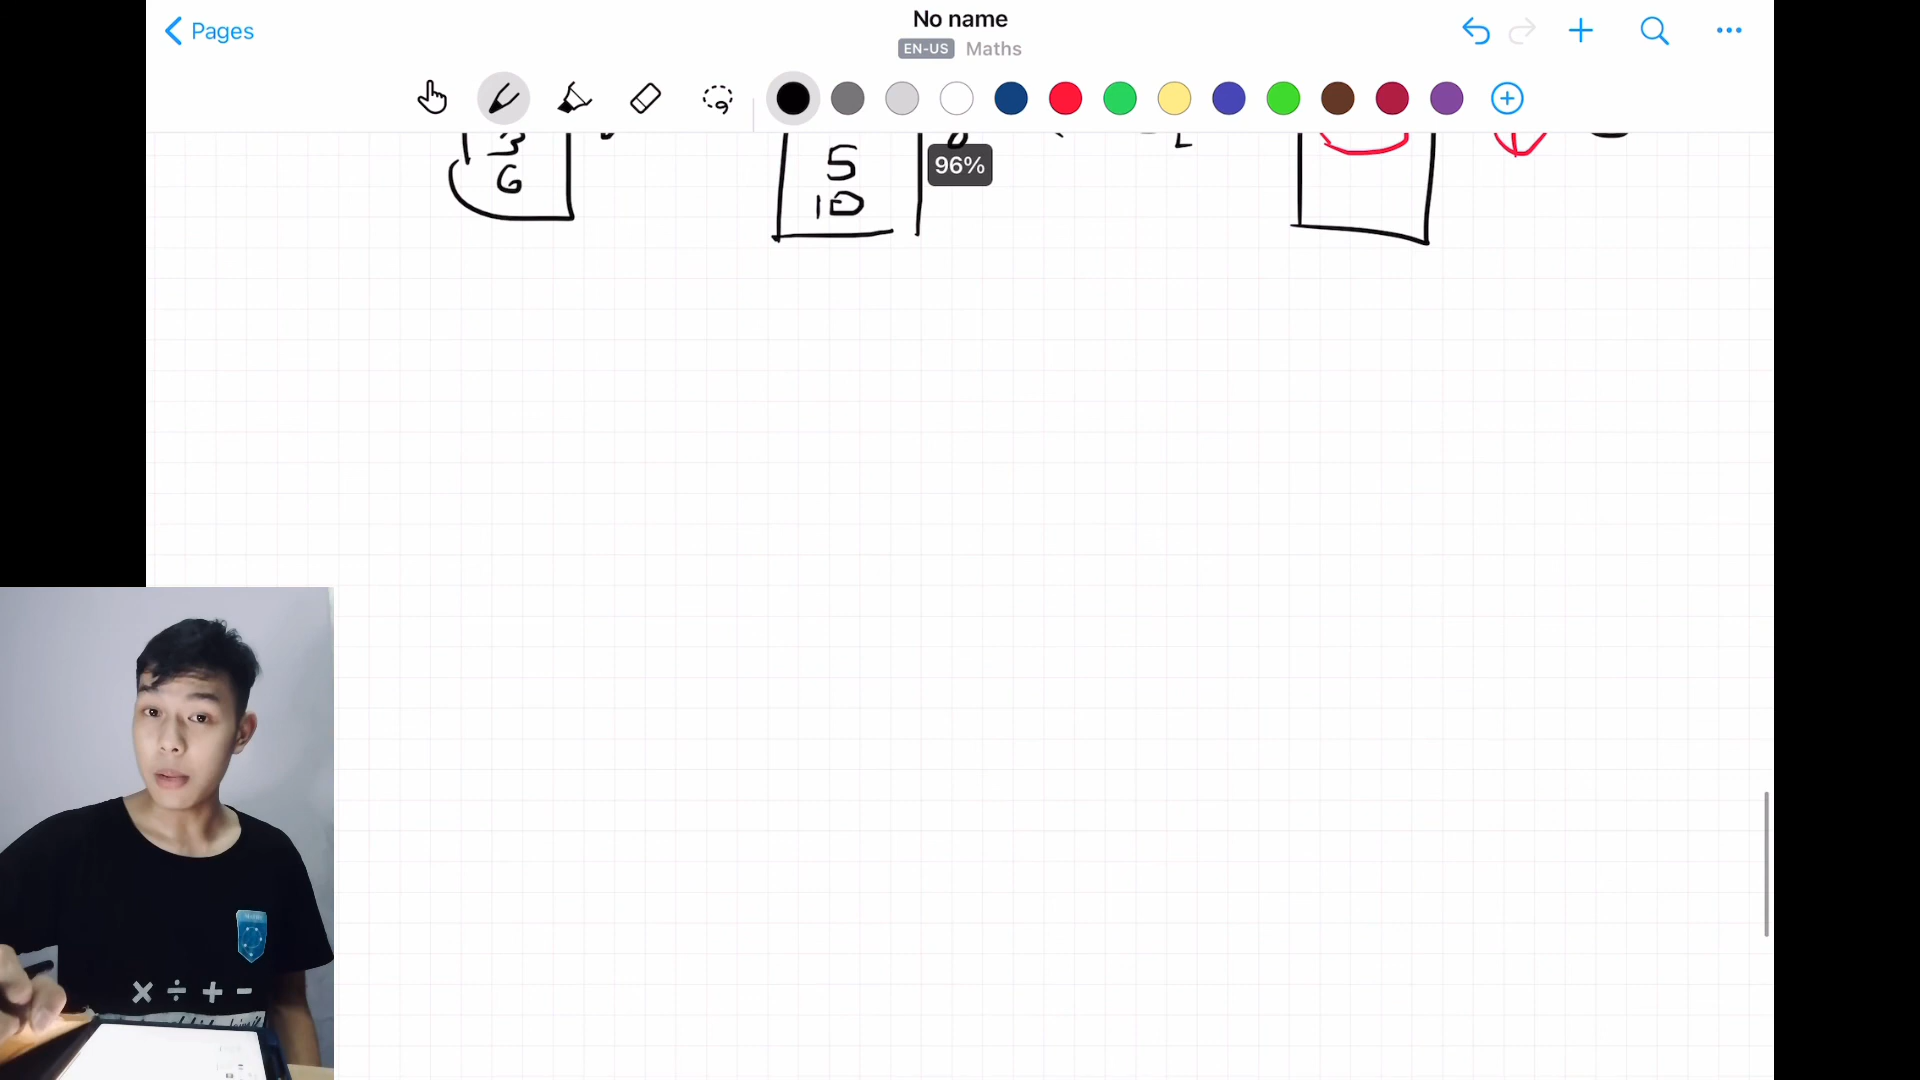 Pages
No name
EN-US Maths
96%
3
6
5
10
× ÷ + −